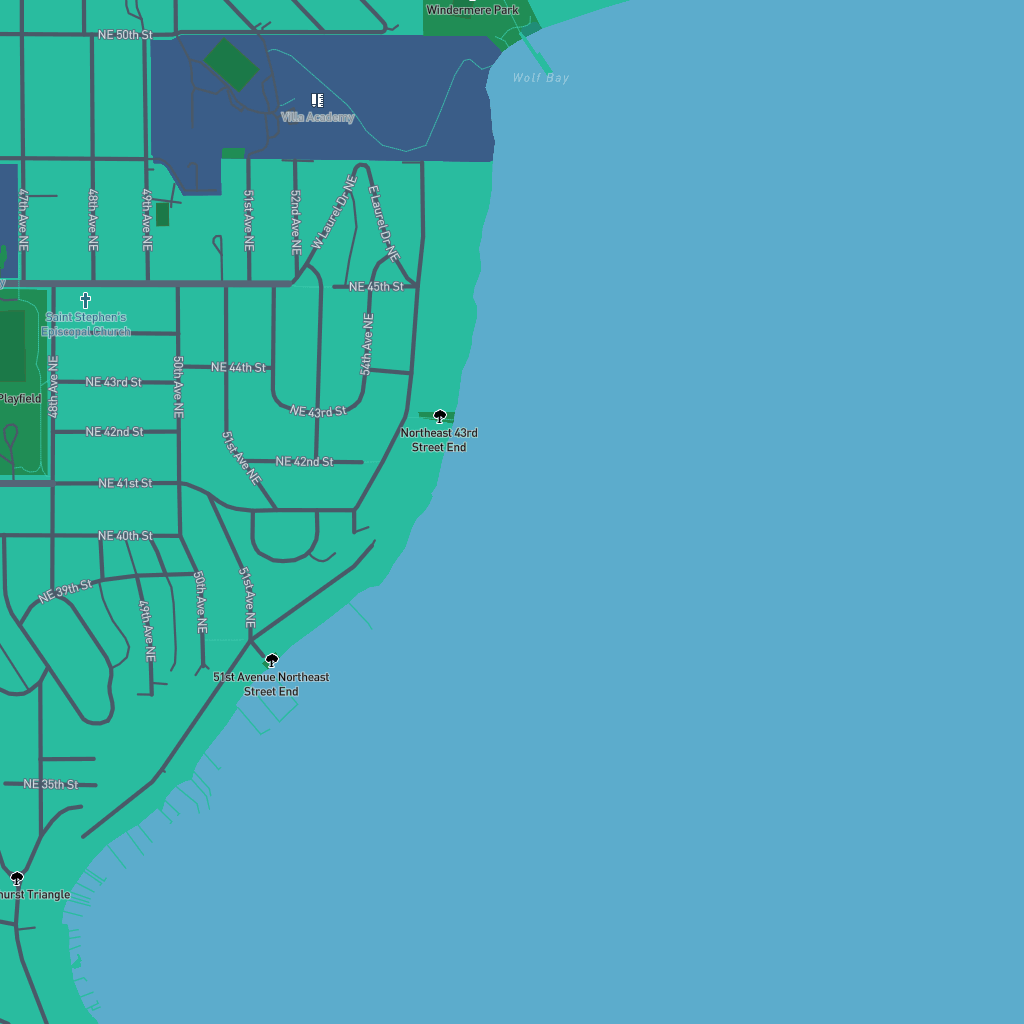 Windermere Park
NE 50th St
Wolf Bay
Villa Academy
47th Ave NE
48th Ave NE
49th Ave NE
51st Ave NE
52nd Ave NE
W Laurel Dr NE
E Laurel Dr NE
NE 45th St
Saint Stephen's
Episcopal Church
54th Ave NE
48th Ave NE
50th Ave NE
NE 44th St
NE 43rd St
Playfield
NE 43rd St
Northeast 43rd
Street End
NE 42nd St
51st Ave NE
NE 42nd St
NE 41st St
NE 40th St
NE 39th St
49th Ave NE
50th Ave NE
51st Ave NE
51st Avenue Northeast
Street End
NE 35th St
hurst Triangle